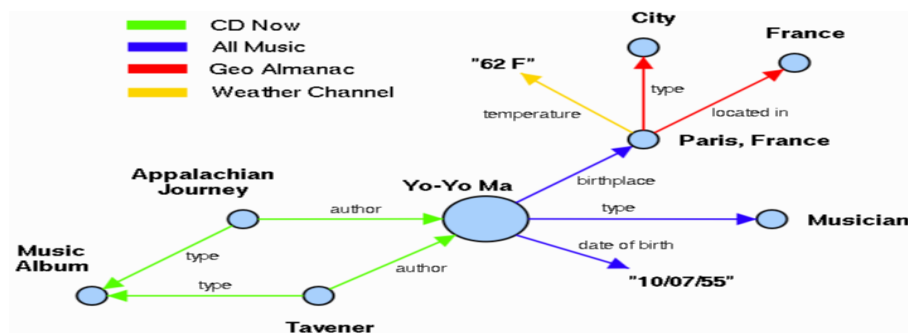 CD Now
All Music
Geo Almanac
Weather Channel
City
France
"62 F"
type
temperature
located in
Paris, France
Appalachian
Journey
Yo-Yo Ma
birthplace
author
type
Musician
Music
Album
type
date of birth
author
type
"10/07/55"
Tavener